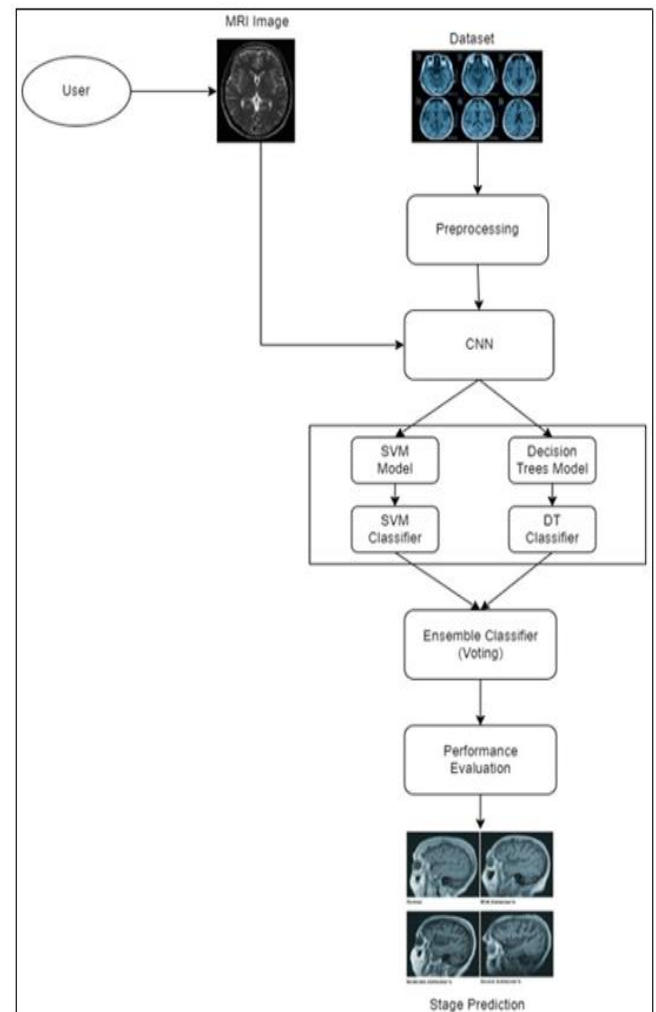 MRI Image
Dataset
User
Preprocessing
CNN
SVM
Model
Decision
Trees Model
SVM
Classifier
DT
Classifier
Ensemble Classifier
(Voting)
Performance
Evaluation
Stage Prediction